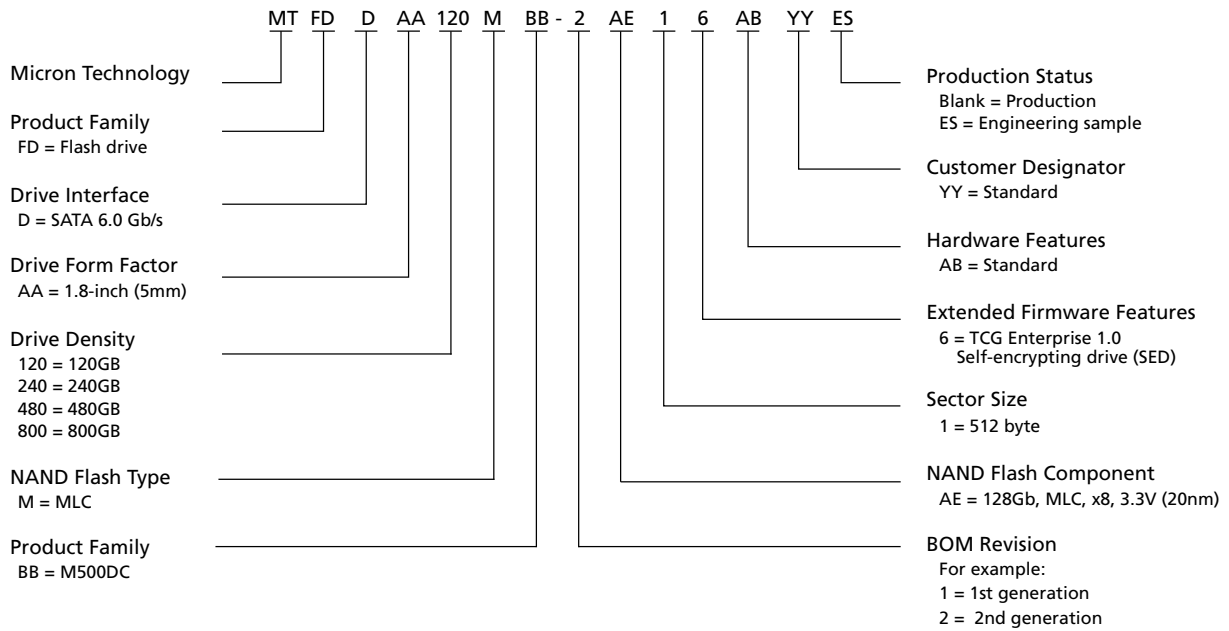 MT FD D AA 120 M BB - 2 AE 1 6 AB YY ES
Micron Technology
Product Family
FD = Flash drive
Drive Interface
D = SATA 6.0 Gb/s
Drive Form Factor
AA = 1.8-inch (5mm)
Drive Density
120 = 120GB
240 = 240GB
480 = 480GB
800 = 800GB
NAND Flash Type
M = MLC
Product Family
BB = M500DC
Production Status
Blank = Production
ES = Engineering sample
Customer Designator
YY = Standard
Hardware Features
AB = Standard
Extended Firmware Features
6 = TCG Enterprise 1.0
Self-encrypting drive (SED)
Sector Size
1 = 512 byte
NAND Flash Component
AE = 128Gb, MLC, x8, 3.3V (20nm)
BOM Revision
For example:
1 = 1st generation
2 = 2nd generation